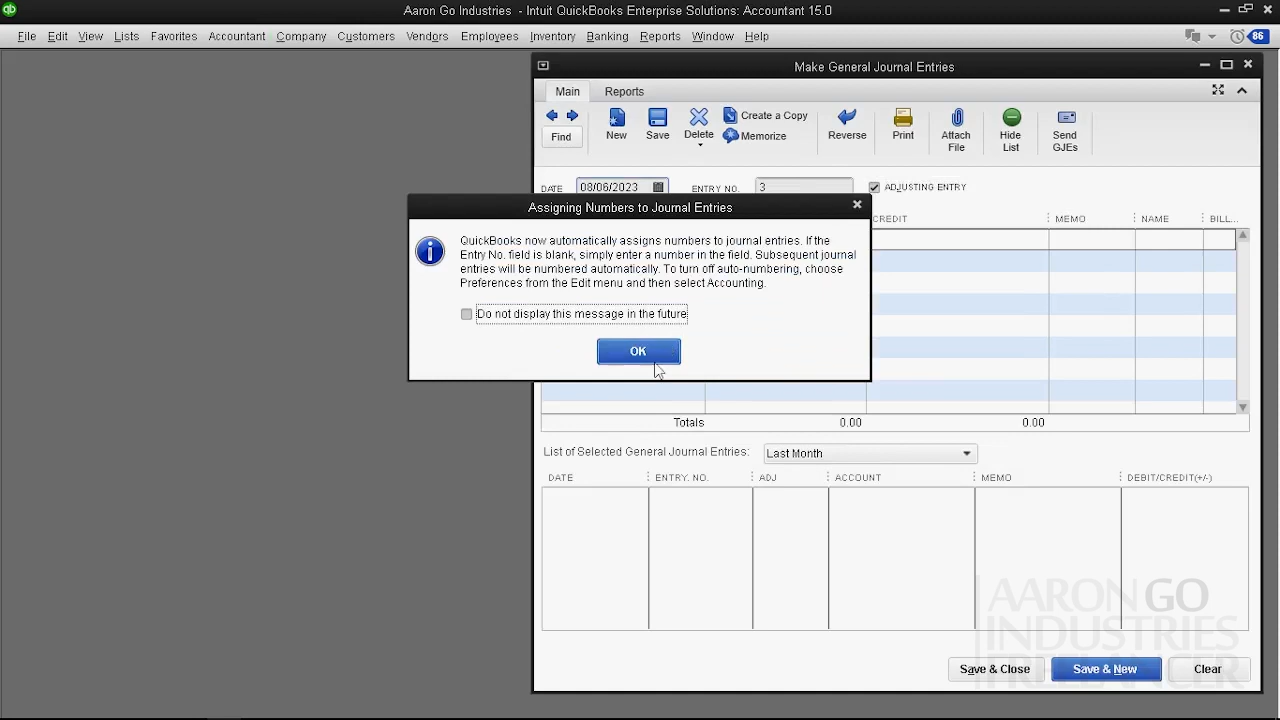 Aaron Go Industries - Intuit QuickBooks Enterprise Solutions: Accountant 15.0
File Edit View Lists Favorites Accountant Company Customers Vendors Employees Inventory Banking Reports Window Help
86
Make General Journal Entries
Main Reports
Find New Save Delete Create a Copy Memorize Reverse Print Attach File Hide List Send GJEs
DATE 08/06/2023 ENTRY NO. 3 ADJUSTING ENTRY
CREDIT MEMO NAME BILL...
Assigning Numbers to Journal Entries
QuickBooks now automatically assigns numbers to journal entries. If the
Entry No. field is blank, simply enter a number in the field. Subsequent journal
entries will be numbered automatically. To turn off auto-numbering, choose
Preferences from the Edit menu and then select Accounting.
Do not display this message in the future
OK
Totals 0.00 0.00
List of Selected General Journal Entries: Last Month
DATE ENTRY. NO. ADJ ACCOUNT MEMO DEBIT/CREDIT(+/-)
AARON GO
INDUSTRIES
FREELANCER
Save & Close Save & New Clear